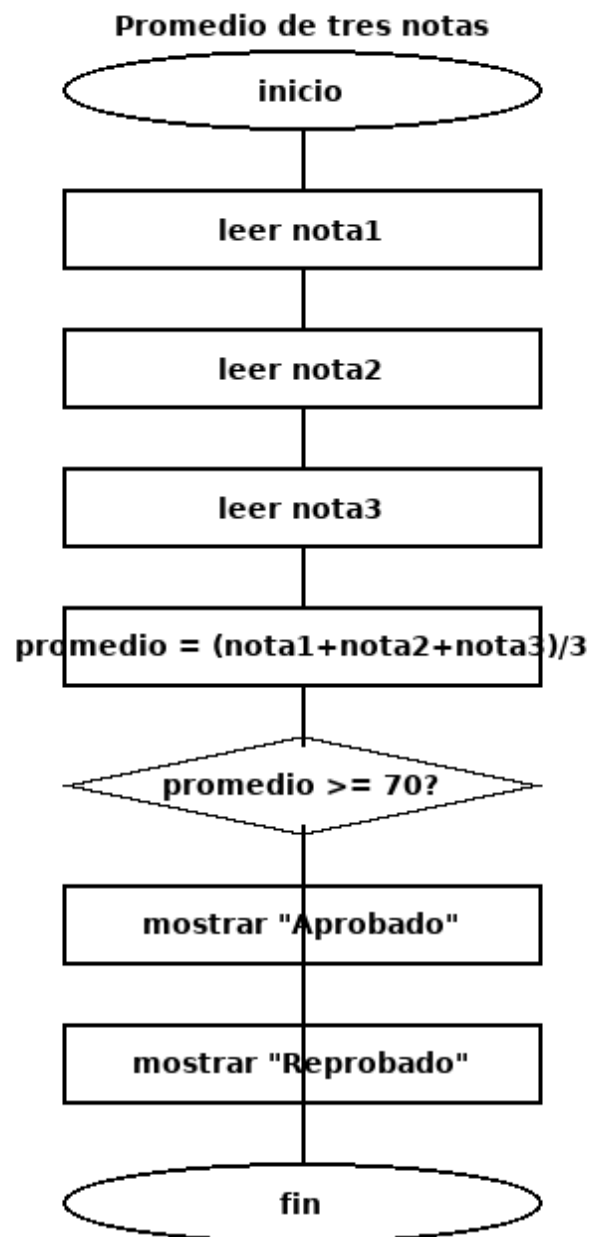 Promedio de tres notas
inicio
leer nota1
leer nota2
leer nota3
promedio = (nota1+nota2+nota3)/3
promedio >= 70?
mostrar "Aprobado"
mostrar "Reprobado"
fin